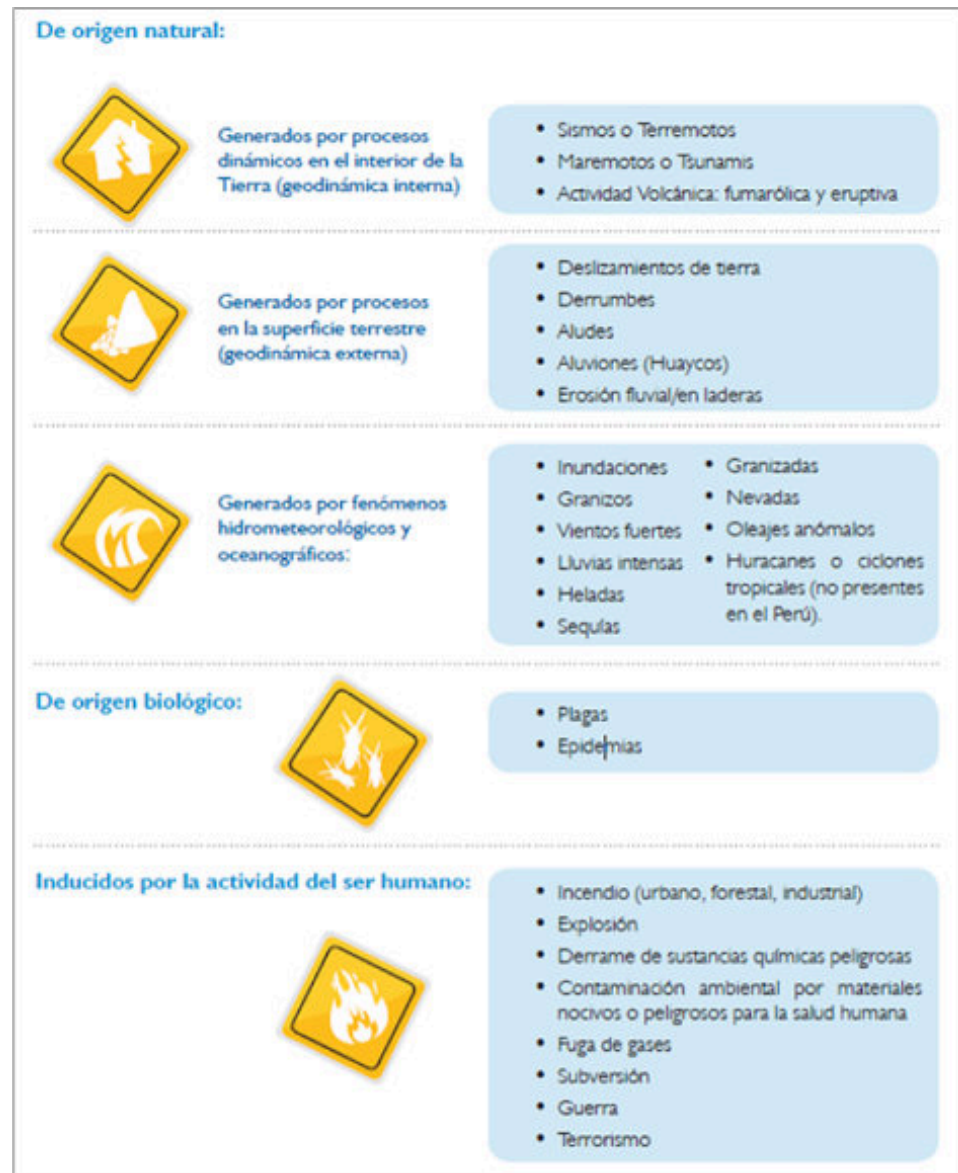 De origen natural:
Generados por procesos
dinámicos en el interior de la
Tierra (geodinámica interna)
• Sismos o Terremotos
• Maremotos o Tsunamis
• Actividad Volcánica: fumarólica y eruptiva
Generados por procesos
en la superficie terrestre
(geodinámica externa)
• Deslizamientos de tierra
• Derrumbes
• Aludes
• Aluviones (Huaycos)
• Erosión fluvial/en laderas
Generados por fenómenos
hidrometeorológicos y
oceanográficos:
• Inundaciones
• Granizos
• Vientos fuertes
• Lluvias intensas
• Heladas
• Sequías
• Granizadas
• Nevadas
• Oleajes anómalos
• Huracanes o ciclones
tropicales (no presentes
en el Perú).
De origen biológico:
• Plagas
• Epidemias
Inducidos por la actividad del ser humano:
• Incendio (urbano, forestal, industrial)
• Explosión
• Derrame de sustancias químicas peligrosas
• Contaminación ambiental por materiales
nocivos o peligrosos para la salud humana
• Fuga de gases
• Subversión
• Guerra
• Terrorismo